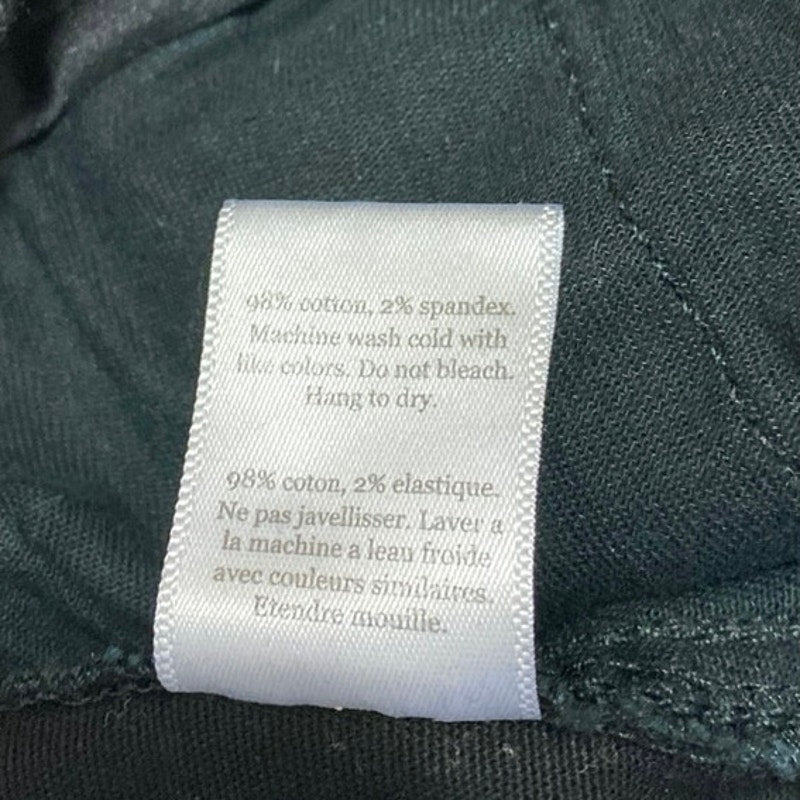 98% cotton, 2% spandex.
Machine wash cold with
like colors. Do not bleach.
Hang to dry.
98% coton, 2% elastique.
Ne pas javellisser. Laver a
la machine a leau froide
avec couleurs similaires.
Etendre mouille.